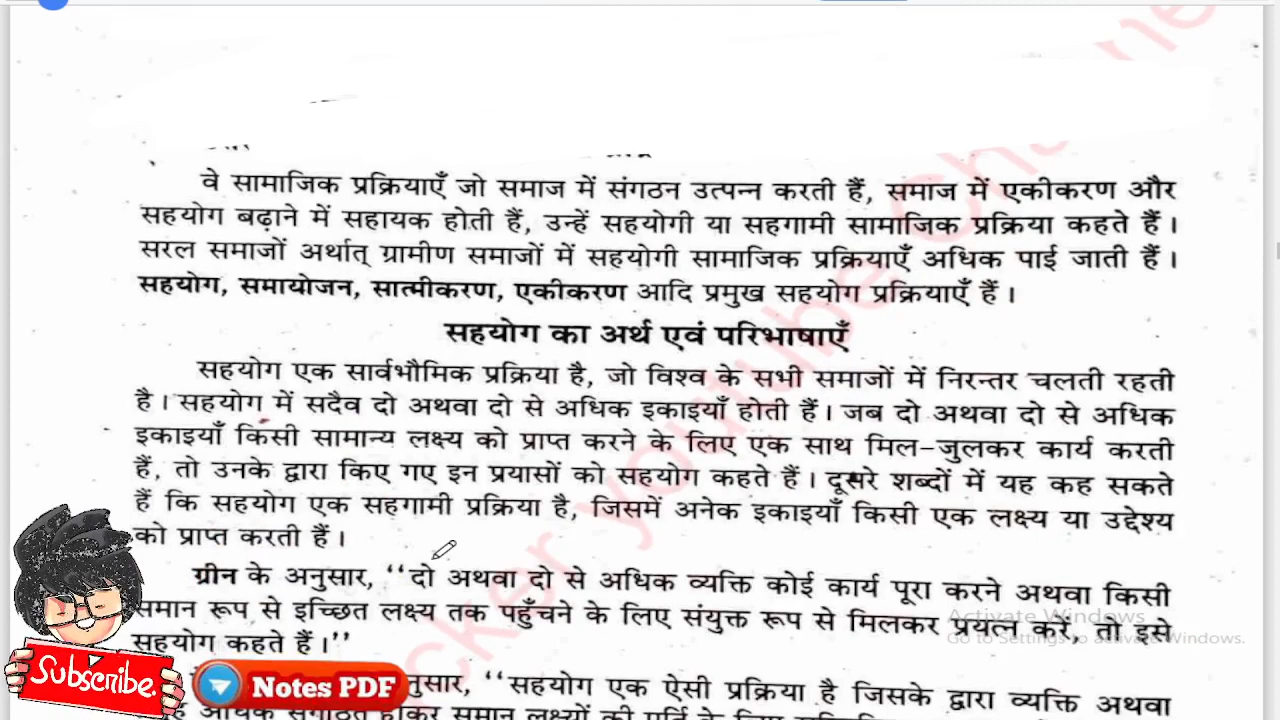 वे सामाजिक प्रक्रियाएँ जो समाज में संगठन उत्पन्न करती हैं, समाज में एकीकरण और
सहयोग बढ़ाने में सहायक होती हैं, उन्हें सहयोगी या सहगामी सामाजिक प्रक्रिया कहते हैं।
सरल समाजों अर्थात् ग्रामीण समाजों में सहयोगी सामाजिक प्रक्रियाएँ अधिक पाई जाती हैं।
सहयोग, समायोजन, सात्मीकरण, एकीकरण आदि प्रमुख सहयोग प्रक्रियाएँ हैं।
सहयोग का अर्थ एवं परिभाषाएँ
सहयोग एक सार्वभौमिक प्रक्रिया है, जो विश्व के सभी समाजों में निरन्तर चलती रहती
है। सहयोग में सदैव दो अथवा दो से अधिक इकाइयाँ होती हैं। जब दो अथवा दो से अधिक
इकाइयाँ किसी सामान्य लक्ष्य को प्राप्त करने के लिए एक साथ मिल-जुलकर कार्य करती
हैं, तो उनके द्वारा किए गए इन प्रयासों को सहयोग कहते हैं। दूसरे शब्दों में यह कह सकते
हैं कि सहयोग एक सहगामी प्रक्रिया है, जिसमें अनेक इकाइयाँ किसी एक लक्ष्य या उद्देश्य
को प्राप्त करती हैं।
ग्रीन के अनुसार, ‘‘दो अथवा दो से अधिक व्यक्ति कोई कार्य पूरा करने अथवा किसी
समान रूप से इच्छित लक्ष्य तक पहुँचने के लिए संयुक्त रूप से मिलकर प्रयत्न करें, तो इसे
सहयोग कहते हैं।’’
नुसार, ‘‘सहयोग एक ऐसी प्रक्रिया है जिसके द्वारा व्यक्ति अथवा
youtube
Activate Windows
Go to Settings to activate Windows.
Subscribe.
Notes PDF